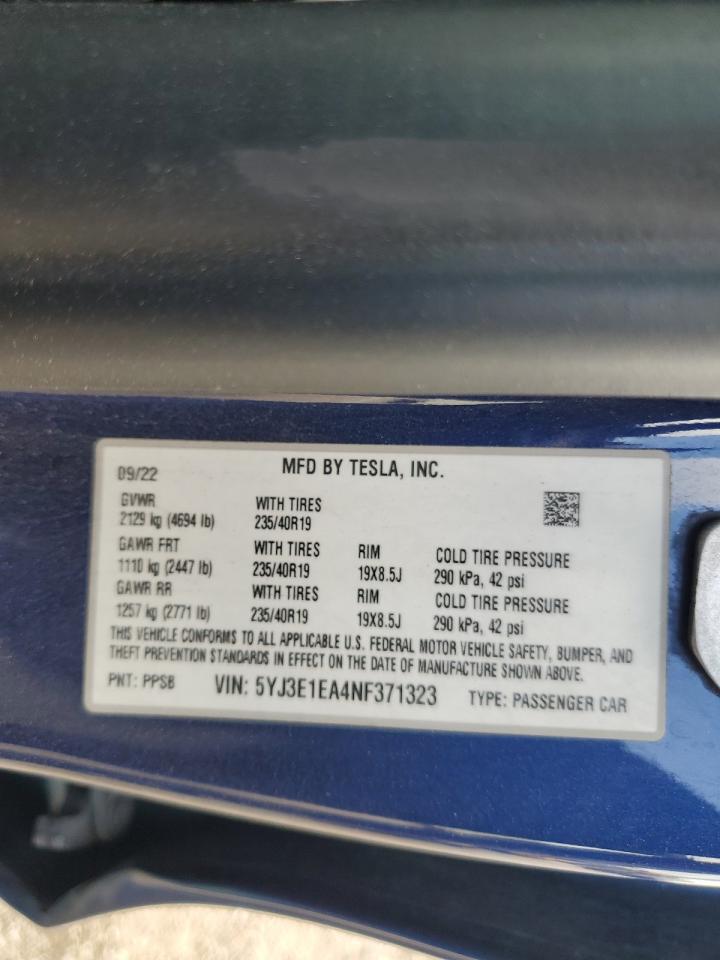 MFD BY TESLA, INC.
09/22
GVWR WITH TIRES
2129 kg (4694 lb) 235/40R19
GAWR FRT WITH TIRES RIM COLD TIRE PRESSURE
1110 kg (2447 lb) 235/40R19 19X8.5J 290 kPa, 42 psi
GAWR RR WITH TIRES RIM COLD TIRE PRESSURE
1257 kg (2771 lb) 235/40R19 19X8.5J 290 kPa, 42 psi
THIS VEHICLE CONFORMS TO ALL APPLICABLE U.S. FEDERAL MOTOR VEHICLE SAFETY, BUMPER, AND
THEFT PREVENTION STANDARDS IN EFFECT ON THE DATE OF MANUFACTURE SHOWN ABOVE.
PNT: PPSB VIN: 5YJ3E1EA4NF371323 TYPE: PASSENGER CAR